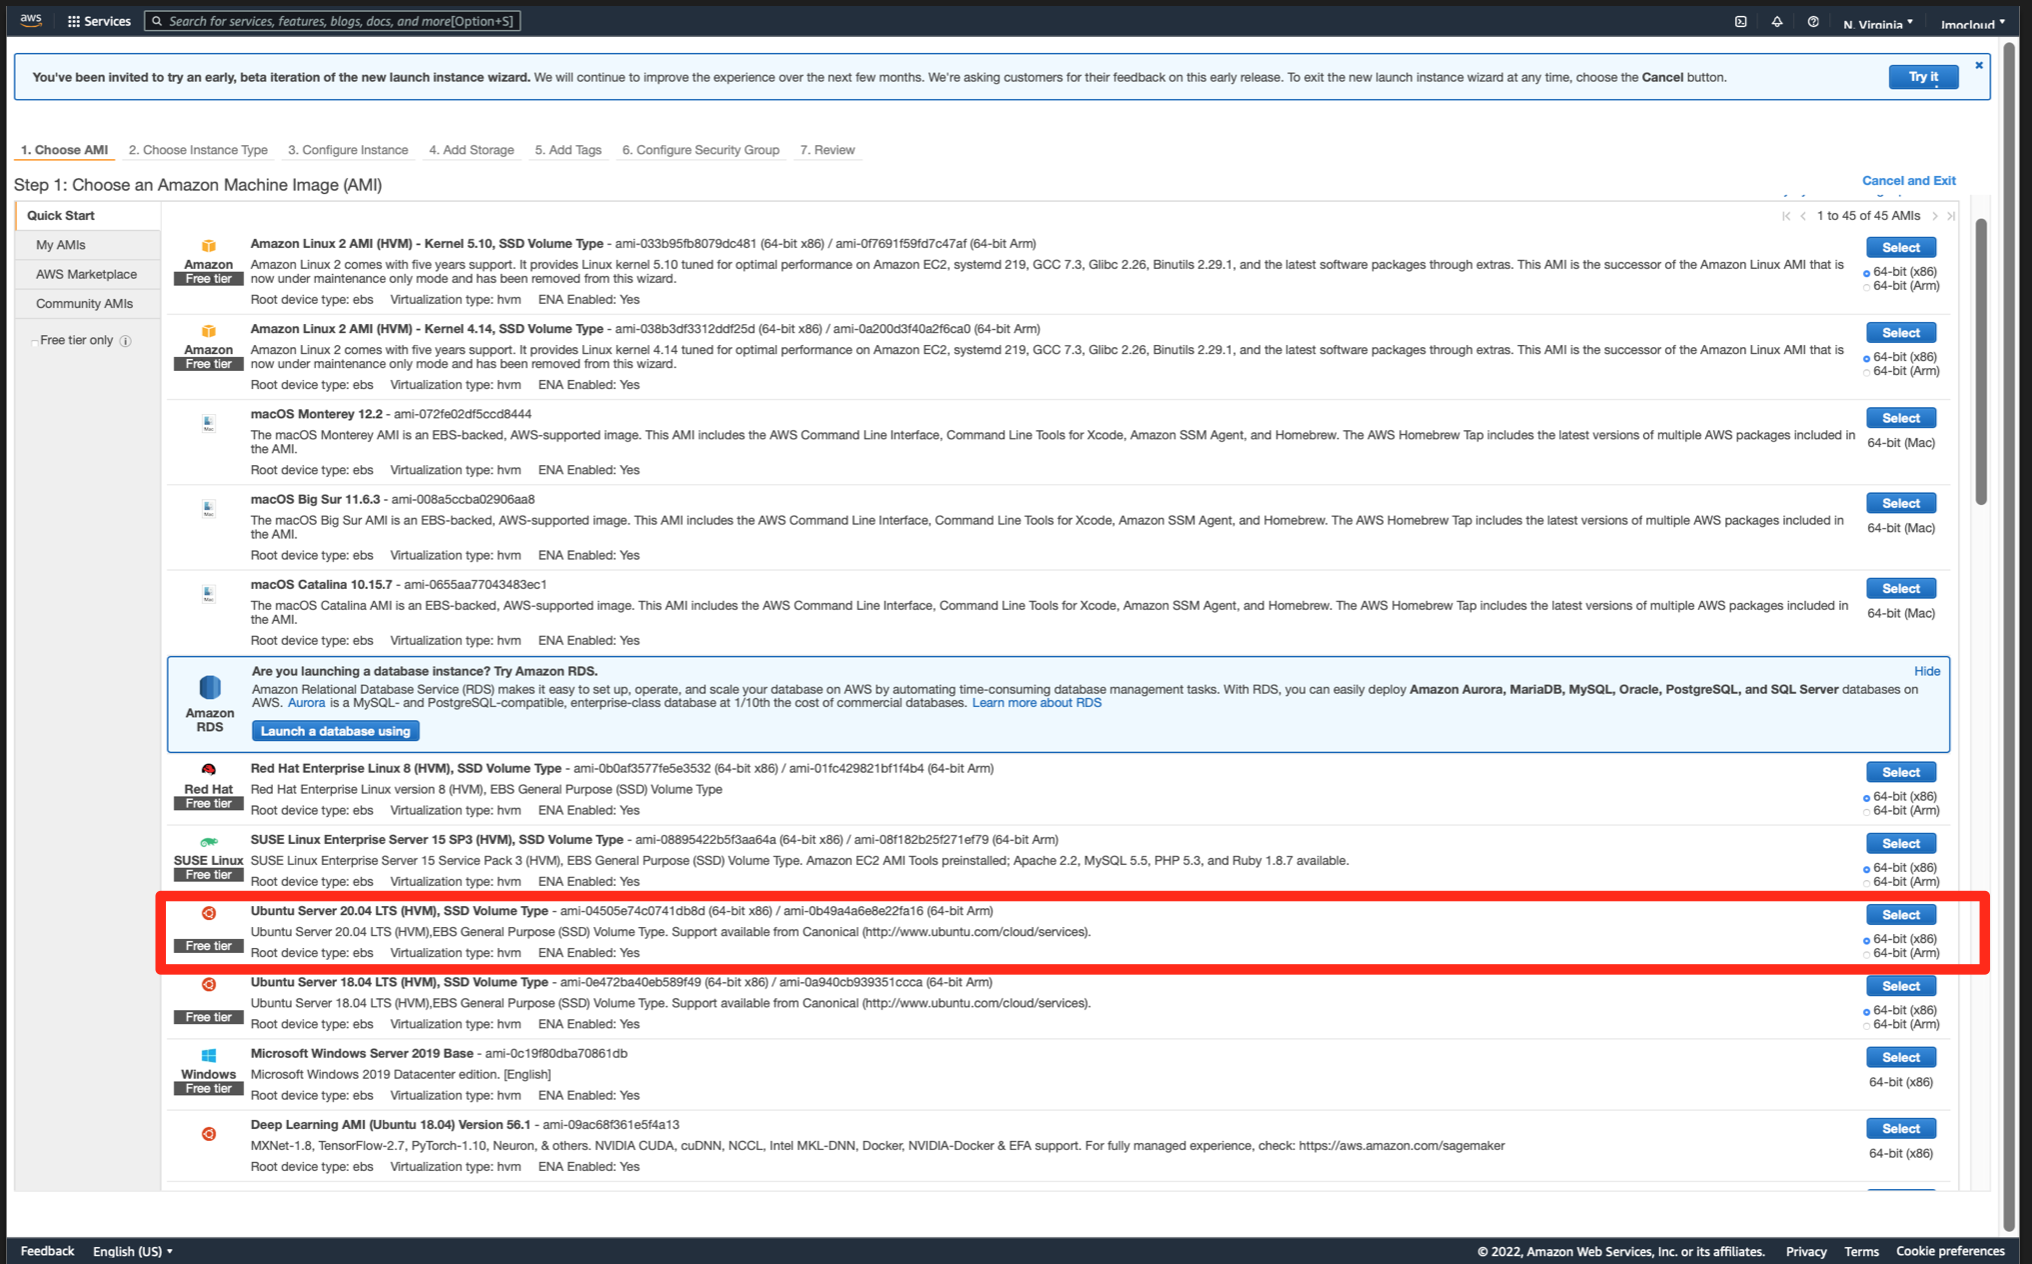 aws
Services
Search for services, features, blogs, docs, and more[Option+S]
N. Virginia
Jmocloud
You've been invited to try an early, beta iteration of the new launch instance wizard. We will continue to improve the experience over the next few months. We're asking customers for their feedback on this early release. To exit the new launch instance wizard at any time, choose the Cancel button.
Try it
1. Choose AMI 2. Choose Instance Type 3. Configure Instance 4. Add Storage 5. Add Tags 6. Configure Security Group 7. Review
Step 1: Choose an Amazon Machine Image (AMI)
Cancel and Exit
Quick Start
My AMIs
AWS Marketplace
Community AMIs
Free tier only
1 to 45 of 45 AMIs
Amazon
Free tier
Amazon Linux 2 AMI (HVM) - Kernel 5.10, SSD Volume Type - ami-033b95fb8079dc481 (64-bit x86) / ami-0f7691f59fd7c47af (64-bit Arm)
Amazon Linux 2 comes with five years support. It provides Linux kernel 5.10 tuned for optimal performance on Amazon EC2, systemd 219, GCC 7.3, Glibc 2.26, Binutils 2.29.1, and the latest software packages through extras. This AMI is the successor of the Amazon Linux AMI that is
now under maintenance only mode and has been removed from this wizard.
Root device type: ebs Virtualization type: hvm ENA Enabled: Yes
Select
64-bit (x86)
64-bit (Arm)
Amazon
Free tier
Amazon Linux 2 AMI (HVM) - Kernel 4.14, SSD Volume Type - ami-038b3df3312ddf25d (64-bit x86) / ami-0a200d3f40a2f6ca0 (64-bit Arm)
Amazon Linux 2 comes with five years support. It provides Linux kernel 4.14 tuned for optimal performance on Amazon EC2, systemd 219, GCC 7.3, Glibc 2.26, Binutils 2.29.1, and the latest software packages through extras. This AMI is the successor of the Amazon Linux AMI that is
now under maintenance only mode and has been removed from this wizard.
Root device type: ebs Virtualization type: hvm ENA Enabled: Yes
Select
64-bit (x86)
64-bit (Arm)
Mac
macOS Monterey 12.2 - ami-072fe02df5ccd8444
The macOS Monterey AMI is an EBS-backed, AWS-supported image. This AMI includes the AWS Command Line Interface, Command Line Tools for Xcode, Amazon SSM Agent, and Homebrew. The AWS Homebrew Tap includes the latest versions of multiple AWS packages included in
the AMI.
Root device type: ebs Virtualization type: hvm ENA Enabled: Yes
Select
64-bit (Mac)
Mac
macOS Big Sur 11.6.3 - ami-008a5ccba02906aa8
The macOS Big Sur AMI is an EBS-backed, AWS-supported image. This AMI includes the AWS Command Line Interface, Command Line Tools for Xcode, Amazon SSM Agent, and Homebrew. The AWS Homebrew Tap includes the latest versions of multiple AWS packages included in
the AMI.
Root device type: ebs Virtualization type: hvm ENA Enabled: Yes
Select
64-bit (Mac)
Mac
macOS Catalina 10.15.7 - ami-0655aa77043483ec1
The macOS Catalina AMI is an EBS-backed, AWS-supported image. This AMI includes the AWS Command Line Interface, Command Line Tools for Xcode, Amazon SSM Agent, and Homebrew. The AWS Homebrew Tap includes the latest versions of multiple AWS packages included in
the AMI.
Root device type: ebs Virtualization type: hvm ENA Enabled: Yes
Select
64-bit (Mac)
Amazon
RDS
Are you launching a database instance? Try Amazon RDS.
Hide
Amazon Relational Database Service (RDS) makes it easy to set up, operate, and scale your database on AWS by automating time-consuming database management tasks. With RDS, you can easily deploy Amazon Aurora, MariaDB, MySQL, Oracle, PostgreSQL, and SQL Server databases on
AWS. Aurora is a MySQL- and PostgreSQL-compatible, enterprise-class database at 1/10th the cost of commercial databases. Learn more about RDS
Launch a database using
Red Hat
Free tier
Red Hat Enterprise Linux 8 (HVM), SSD Volume Type - ami-0b0af3577fe5e3532 (64-bit x86) / ami-01fc429821bf1f4b4 (64-bit Arm)
Red Hat Enterprise Linux version 8 (HVM), EBS General Purpose (SSD) Volume Type
Root device type: ebs Virtualization type: hvm ENA Enabled: Yes
Select
64-bit (x86)
64-bit (Arm)
SUSE Linux
Free tier
SUSE Linux Enterprise Server 15 SP3 (HVM), SSD Volume Type - ami-08895422b5f3aa64a (64-bit x86) / ami-08f182b25f271ef79 (64-bit Arm)
SUSE Linux Enterprise Server 15 Service Pack 3 (HVM), EBS General Purpose (SSD) Volume Type. Amazon EC2 AMI Tools preinstalled; Apache 2.2, MySQL 5.5, PHP 5.3, and Ruby 1.8.7 available.
Root device type: ebs Virtualization type: hvm ENA Enabled: Yes
Select
64-bit (x86)
64-bit (Arm)
Free tier
Ubuntu Server 20.04 LTS (HVM), SSD Volume Type - ami-04505e74c0741db8d (64-bit x86) / ami-0b49a4a6e8e22fa16 (64-bit Arm)
Ubuntu Server 20.04 LTS (HVM),EBS General Purpose (SSD) Volume Type. Support available from Canonical (http://www.ubuntu.com/cloud/services).
Root device type: ebs Virtualization type: hvm ENA Enabled: Yes
Select
64-bit (x86)
64-bit (Arm)
Free tier
Ubuntu Server 18.04 LTS (HVM), SSD Volume Type - ami-0e472ba40eb589f49 (64-bit x86) / ami-0a940cb939351ccca (64-bit Arm)
Ubuntu Server 18.04 LTS (HVM),EBS General Purpose (SSD) Volume Type. Support available from Canonical (http://www.ubuntu.com/cloud/services).
Root device type: ebs Virtualization type: hvm ENA Enabled: Yes
Select
64-bit (x86)
64-bit (Arm)
Windows
Free tier
Microsoft Windows Server 2019 Base - ami-0c19f80dba70861db
Microsoft Windows 2019 Datacenter edition. [English]
Root device type: ebs Virtualization type: hvm ENA Enabled: Yes
Select
64-bit (x86)
Deep Learning AMI (Ubuntu 18.04) Version 56.1 - ami-09ac68f361e5f4a13
MXNet-1.8, TensorFlow-2.7, PyTorch-1.10, Neuron, & others. NVIDIA CUDA, cuDNN, NCCL, Intel MKL-DNN, Docker, NVIDIA-Docker & EFA support. For fully managed experience, check: https://aws.amazon.com/sagemaker
Root device type: ebs Virtualization type: hvm ENA Enabled: Yes
Select
64-bit (x86)
Feedback English (US)
© 2022, Amazon Web Services, Inc. or its affiliates. Privacy Terms Cookie preferences